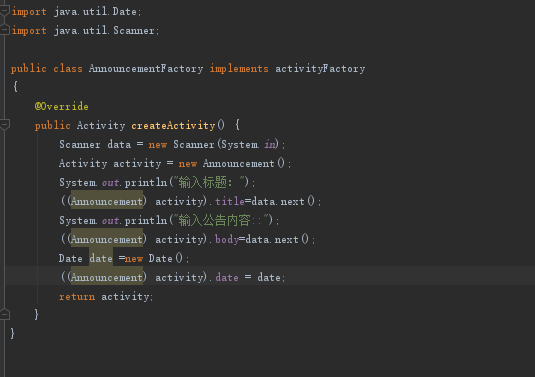 import java.util.Date;
import java.util.Scanner;
public class AnnouncementFactory implements activityFactory
{
@Override
public Activity createActivity() {
Scanner data = new Scanner(System.in);
Activity activity = new Announcement();
System.out.println("输入标题: ");
((Announcement) activity).title=data.next();
System.out.println("输入公告内容::");
((Announcement) activity).body=data.next();
Date date =new Date();
((Announcement) activity).date = date;
return activity;
}
}